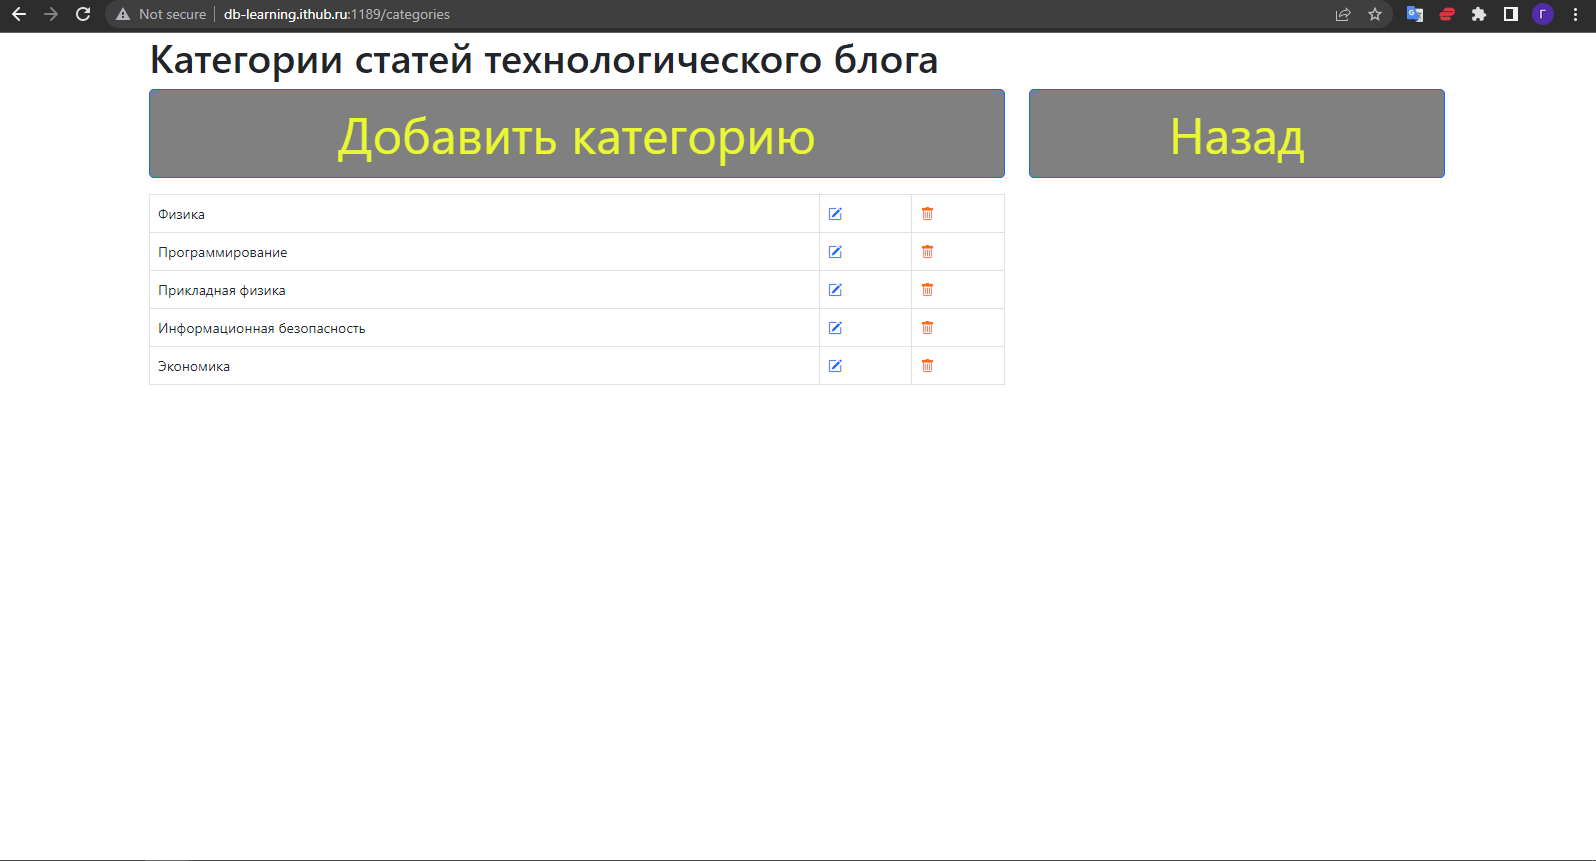 Not secure db-learning.ithub.ru:1189/categories Г
Категории статей технологического блога
Добавить категорию Назад
Физика
Программирование
Прикладная физика
Информационная безопасность
Экономика